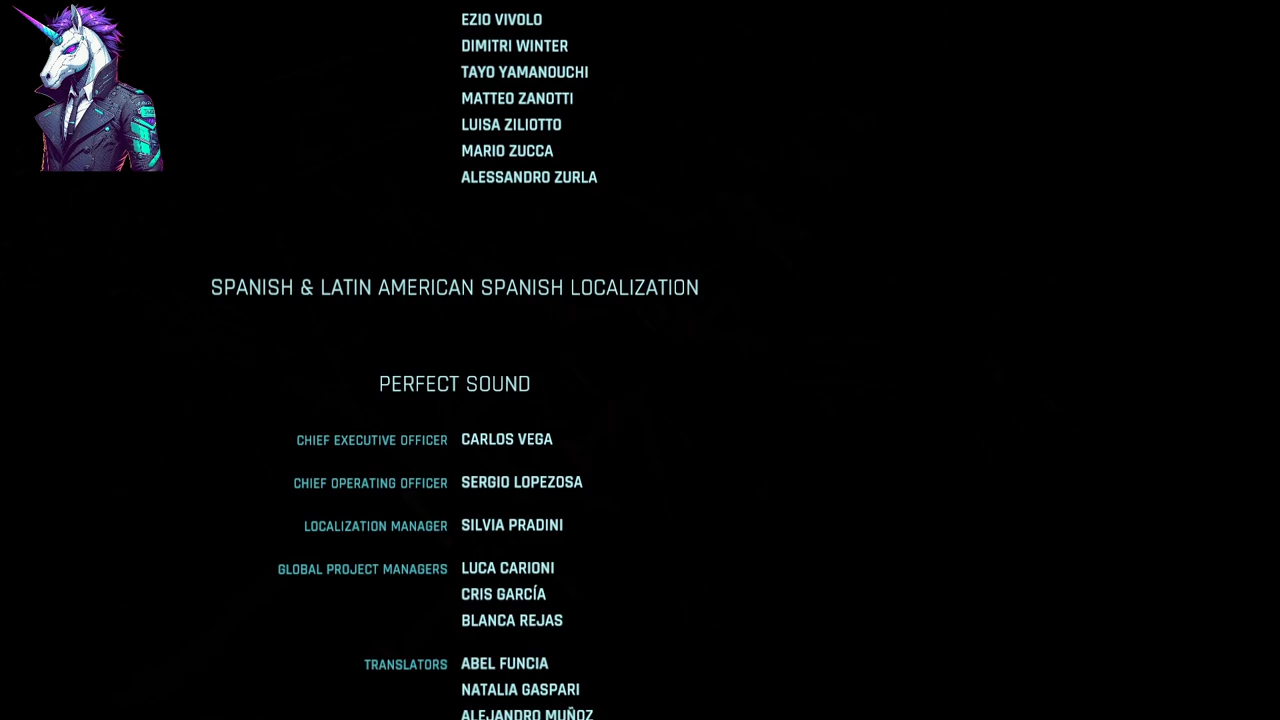 EZIO VIVOLO
DIMITRI WINTER
TAYO YAMANOUCHI
MATTEO ZANOTTI
LUISA ZILIOTTO
MARIO ZUCCA
ALESSANDRO ZURLA
SPANISH & LATIN AMERICAN SPANISH LOCALIZATION
PERFECT SOUND
CHIEF EXECUTIVE OFFICER CARLOS VEGA
CHIEF OPERATING OFFICER SERGIO LOPEZOSA
LOCALIZATION MANAGER SILVIA PRADINI
GLOBAL PROJECT MANAGERS LUCA CARIONI
CRIS GARCÍA
BLANCA REJAS
TRANSLATORS ABEL FUNCIA
NATALIA GASPARI
ALEJANDRO MUÑOZ